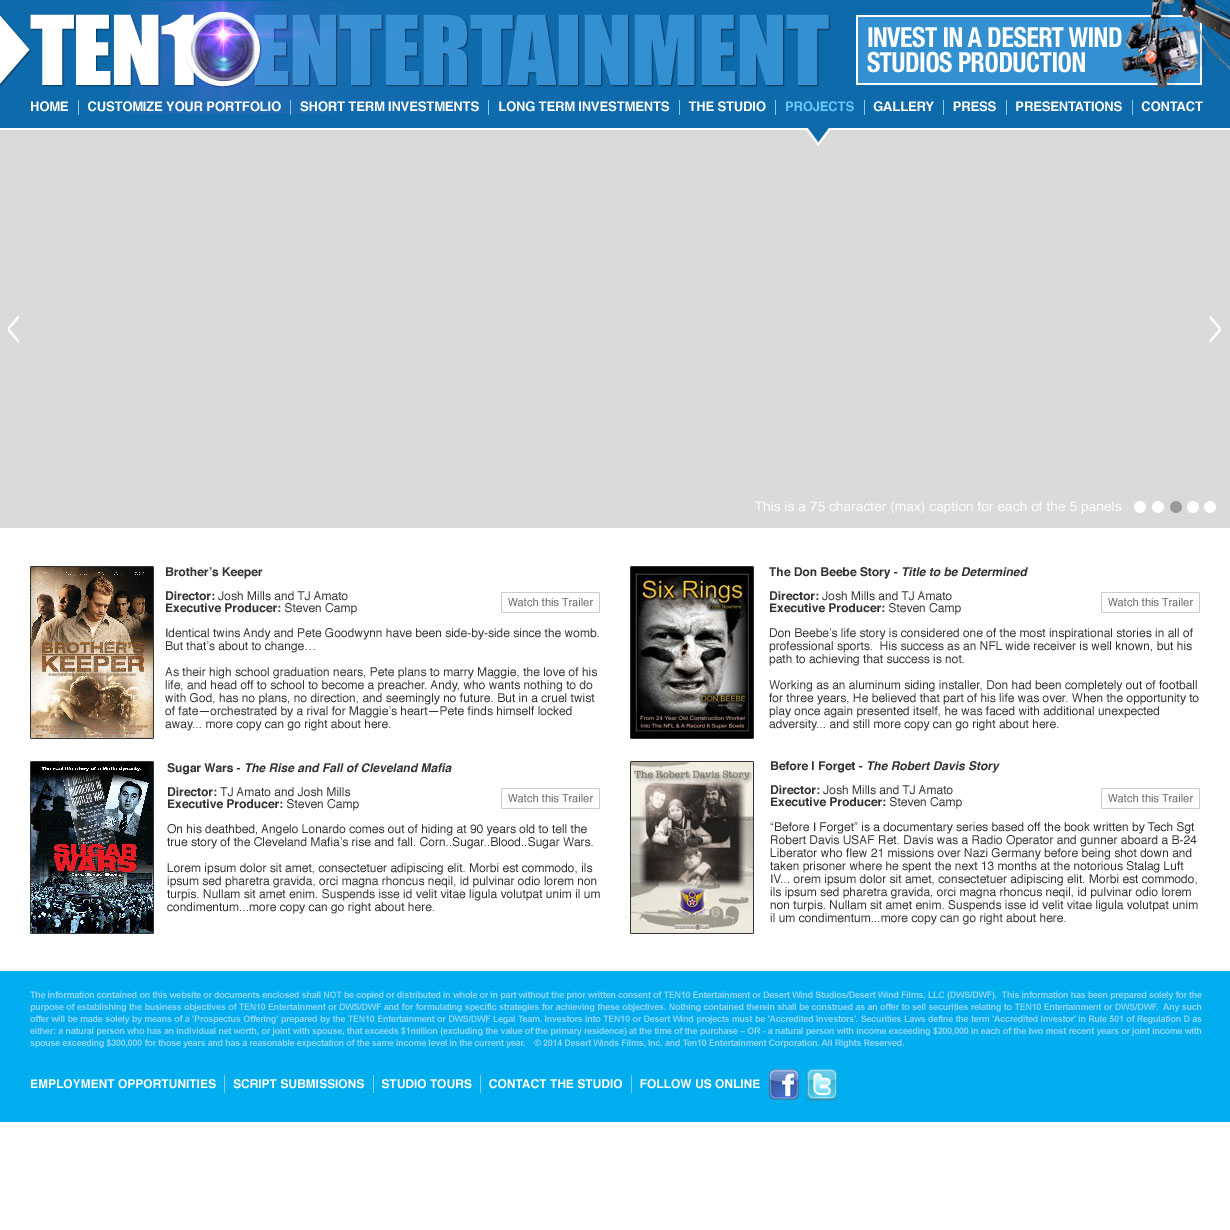 TEN10 ENTERTAINMENT
INVEST IN A DESERT WIND
STUDIOS PRODUCTION
HOME CUSTOMIZE YOUR PORTFOLIO SHORT TERM INVESTMENTS LONG TERM INVESTMENTS THE STUDIO PROJECTS GALLERY PRESS PRESENTATIONS CONTACT
This is a 75 character (max) caption for each of the 5 panels
BROTHER'S
KEEPER
Brother's Keeper
Director: Josh Mills and TJ Amato
Executive Producer: Steven Camp
Watch this Trailer
Identical twins Andy and Pete Goodwynn have been side-by-side since the womb.
But that's about to change…
As their high school graduation nears, Pete plans to marry Maggie, the love of his
life, and head off to school to become a preacher. Andy, who wants nothing to do
with God, has no plans, no direction, and seemingly no future. But in a cruel twist
of fate—orchestrated by a rival for Maggie's heart—Pete finds himself locked
away... more copy can go right about here.
Six Rings
From Nowhere
DON BEEBE
From 24 Year Old Construction Worker
Into The NFL & A Record 6 Super Bowls
The Don Beebe Story - Title to be Determined
Director: Josh Mills and TJ Amato
Executive Producer: Steven Camp
Watch this Trailer
Don Beebe's life story is considered one of the most inspirational stories in all of
professional sports.  His success as an NFL wide receiver is well known, but his
path to achieving that success is not.
Working as an aluminum siding installer, Don had been completely out of football
for three years, He believed that part of his life was over. When the opportunity to
play once again presented itself, he was faced with additional unexpected
adversity... and still more copy can go right about here.
The real life story of a Mafia dynasty.
SUGAR
WARS
Corn. Sugar. Blood.
Sugar Wars - The Rise and Fall of Cleveland Mafia
Director: TJ Amato and Josh Mills
Executive Producer: Steven Camp
Watch this Trailer
On his deathbed, Angelo Lonardo comes out of hiding at 90 years old to tell the
true story of the Cleveland Mafia's rise and fall. Corn..Sugar..Blood..Sugar Wars.
Lorem ipsum dolor sit amet, consectetuer adipiscing elit. Morbi est commodo, ils
ipsum sed pharetra gravida, orci magna rhoncus neqil, id pulvinar odio lorem non
turpis. Nullam sit amet enim. Suspends isse id velit vitae ligula volutpat unim il um
condimentum...more copy can go right about here.
The Robert Davis Story
Before I Forget - The Robert Davis Story
Director: Josh Mills and TJ Amato
Executive Producer: Steven Camp
Watch this Trailer
“Before I Forget” is a documentary series based off the book written by Tech Sgt
Robert Davis USAF Ret. Davis was a Radio Operator and gunner aboard a B-24
Liberator who flew 21 missions over Nazi Germany before being shot down and
taken prisoner where he spent the next 13 months at the notorious Stalag Luft
IV... orem ipsum dolor sit amet, consectetuer adipiscing elit. Morbi est commodo,
ils ipsum sed pharetra gravida, orci magna rhoncus neqil, id pulvinar odio lorem
non turpis. Nullam sit amet enim. Suspends isse id velit vitae ligula volutpat unim
il um condimentum...more copy can go right about here.
The information contained on this website or documents enclosed shall NOT be copied or distributed in whole or in part without the prior written consent of TEN10 Entertainment or Desert Wind Studios/Desert Wind Films, LLC (DWS/DWF).  This information has been prepared solely for the
purpose of establishing the business objectives of TEN10 Entertainment or DWS/DWF and for formulating specific strategies for achieving these objectives. Nothing contained therein shall be construed as an offer to sell securities relating to TEN10 Entertainment or DWS/DWF.  Any such
offer will be made solely by means of a 'Prospectus Offering' prepared by the TEN10 Entertainment or DWS/DWF Legal Team. Investors into TEN10 or Desert Wind projects must be 'Accredited Investors'. Securities Laws define the term 'Accredited Investor' in Rule 501 of Regulation D as
either: a natural person who has an individual net worth, or joint with spouse, that exceeds $1million (excluding the value of the primary residence) at the time of the purchase – OR - a natural person with income exceeding $200,000 in each of the two most recent years or joint income with
spouse exceeding $300,000 for those years and has a reasonable expectation of the same income level in the current year.    © 2014 Desert Winds Films, Inc. and Ten10 Entertainment Corporation. All Rights Reserved.
EMPLOYMENT OPPORTUNITIES SCRIPT SUBMISSIONS STUDIO TOURS CONTACT THE STUDIO FOLLOW US ONLINE